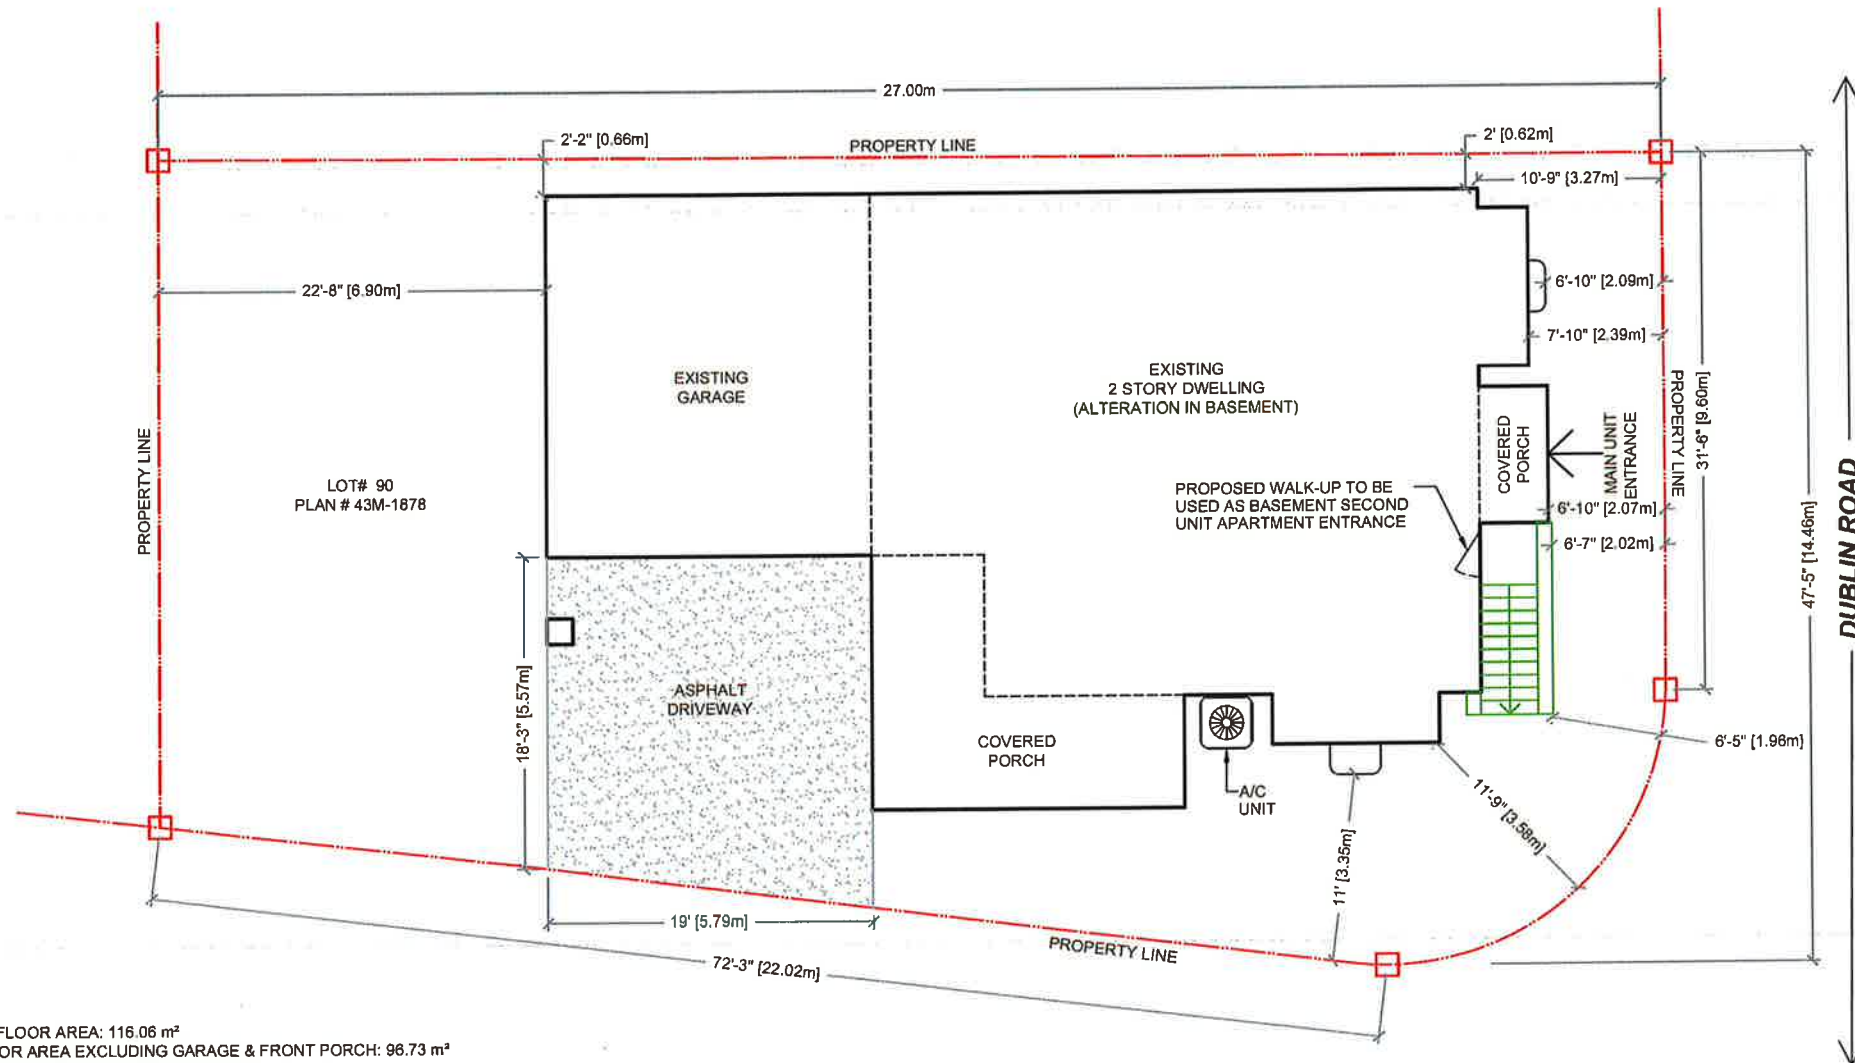 27.00m
2'-2" [0.66m]
PROPERTY LINE
2' [0.62m]
10'-9" [3.27m]
22'-8" [6.90m]
6'-10" [2.09m]
7'-10" [2.39m]
EXISTING
GARAGE
EXISTING
2 STORY DWELLING
(ALTERATION IN BASEMENT)
PROPERTY LINE
LOT# 90
PLAN # 43M-1878
COVERED
PORCH
MAIN UNIT
ENTRANCE
PROPERTY LINE
31'-6" [9.60m]
47'-5" [14.46m]
DUBLIN ROAD
PROPOSED WALK-UP TO BE
USED AS BASEMENT SECOND
UNIT APARTMENT ENTRANCE
6'-10" [2.07m]
6'-7" [2.02m]
18'-3" [5.57m]
ASPHALT
DRIVEWAY
COVERED
PORCH
A/C
UNIT
6'-5" [1.96m]
11'-9" [3.58m]
11' [3.35m]
19' [5.79m]
PROPERTY LINE
72'-3" [22.02m]
FLOOR AREA: 116.06 m²
OR AREA EXCLUDING GARAGE & FRONT PORCH: 96.73 m²